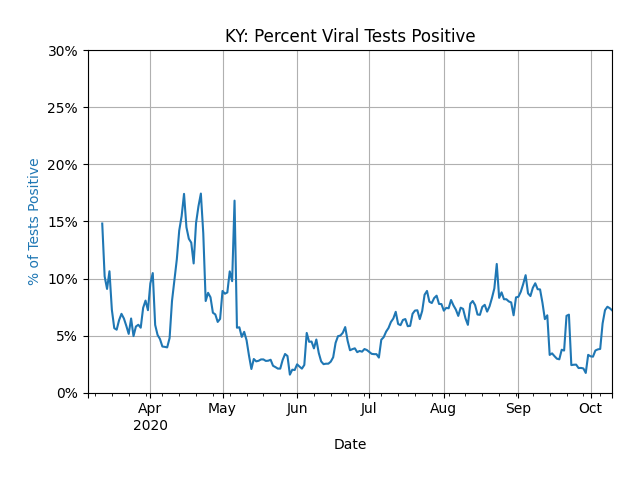 KY: Percent Viral Tests Positive
30%
25%
20%
15%
10%
5%
0%
% of Tests Positive
Apr May Jun Jul Aug Sep Oct
2020
Date